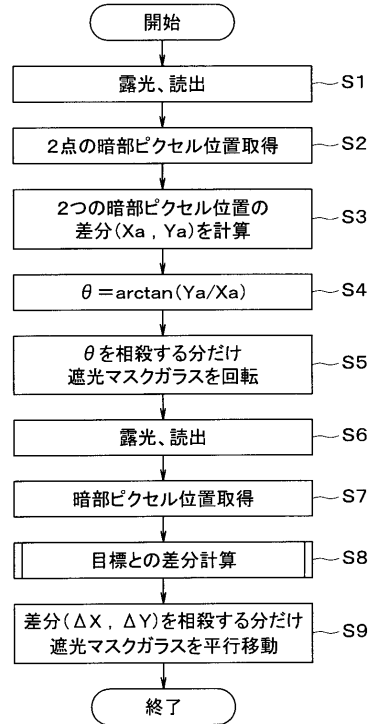 開始
露光、読出
S1
2点の暗部ピクセル位置取得
S2
2つの暗部ピクセル位置の
差分(Xa , Ya)を計算
S3
θ=arctan(Ya/Xa)
S4
θを相殺する分だけ
遮光マスクガラスを回転
S5
露光、読出
S6
暗部ピクセル位置取得
S7
目標との差分計算
S8
差分(ΔX , ΔY)を相殺する分だけ
遮光マスクガラスを平行移動
S9
終了